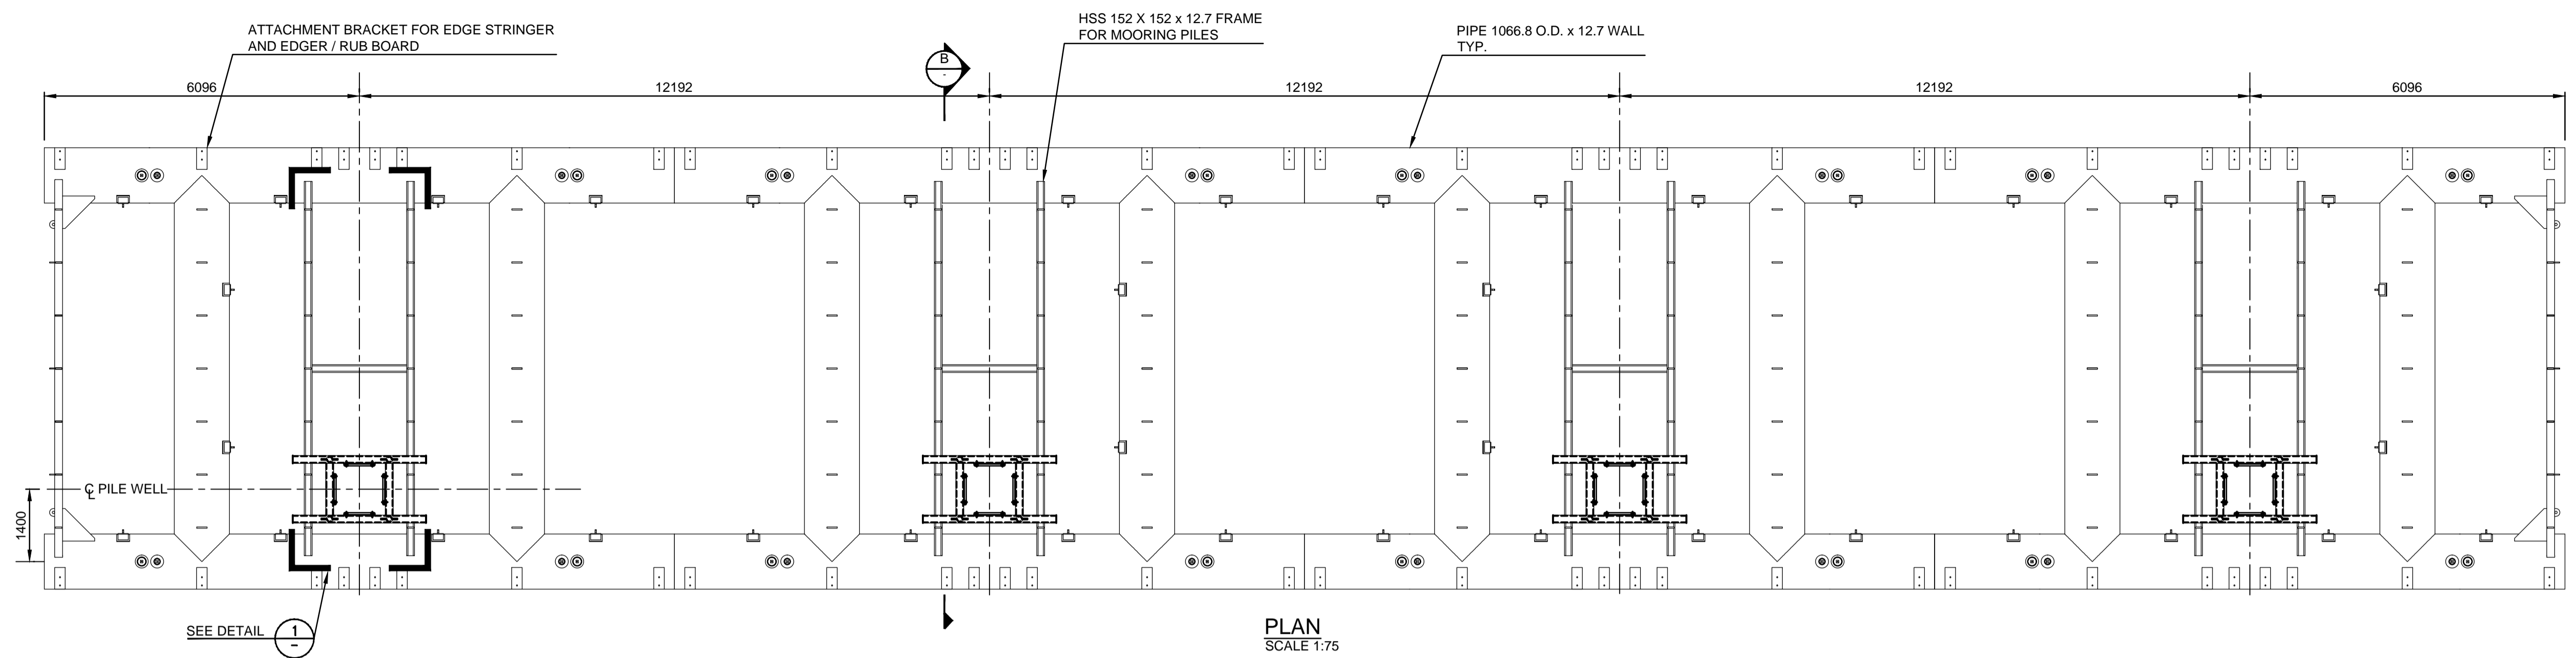 ATTACHMENT BRACKET FOR EDGE STRINGER
AND EDGER / RUB BOARD
HSS 152 X 152 x 12.7 FRAME
FOR MOORING PILES
PIPE 1066.8 O.D. x 12.7 WALL
TYP.
B
-
6096
12192
12192
12192
6096
℄ PILE WELL
1400
SEE DETAIL
1
-
PLAN
SCALE 1:75